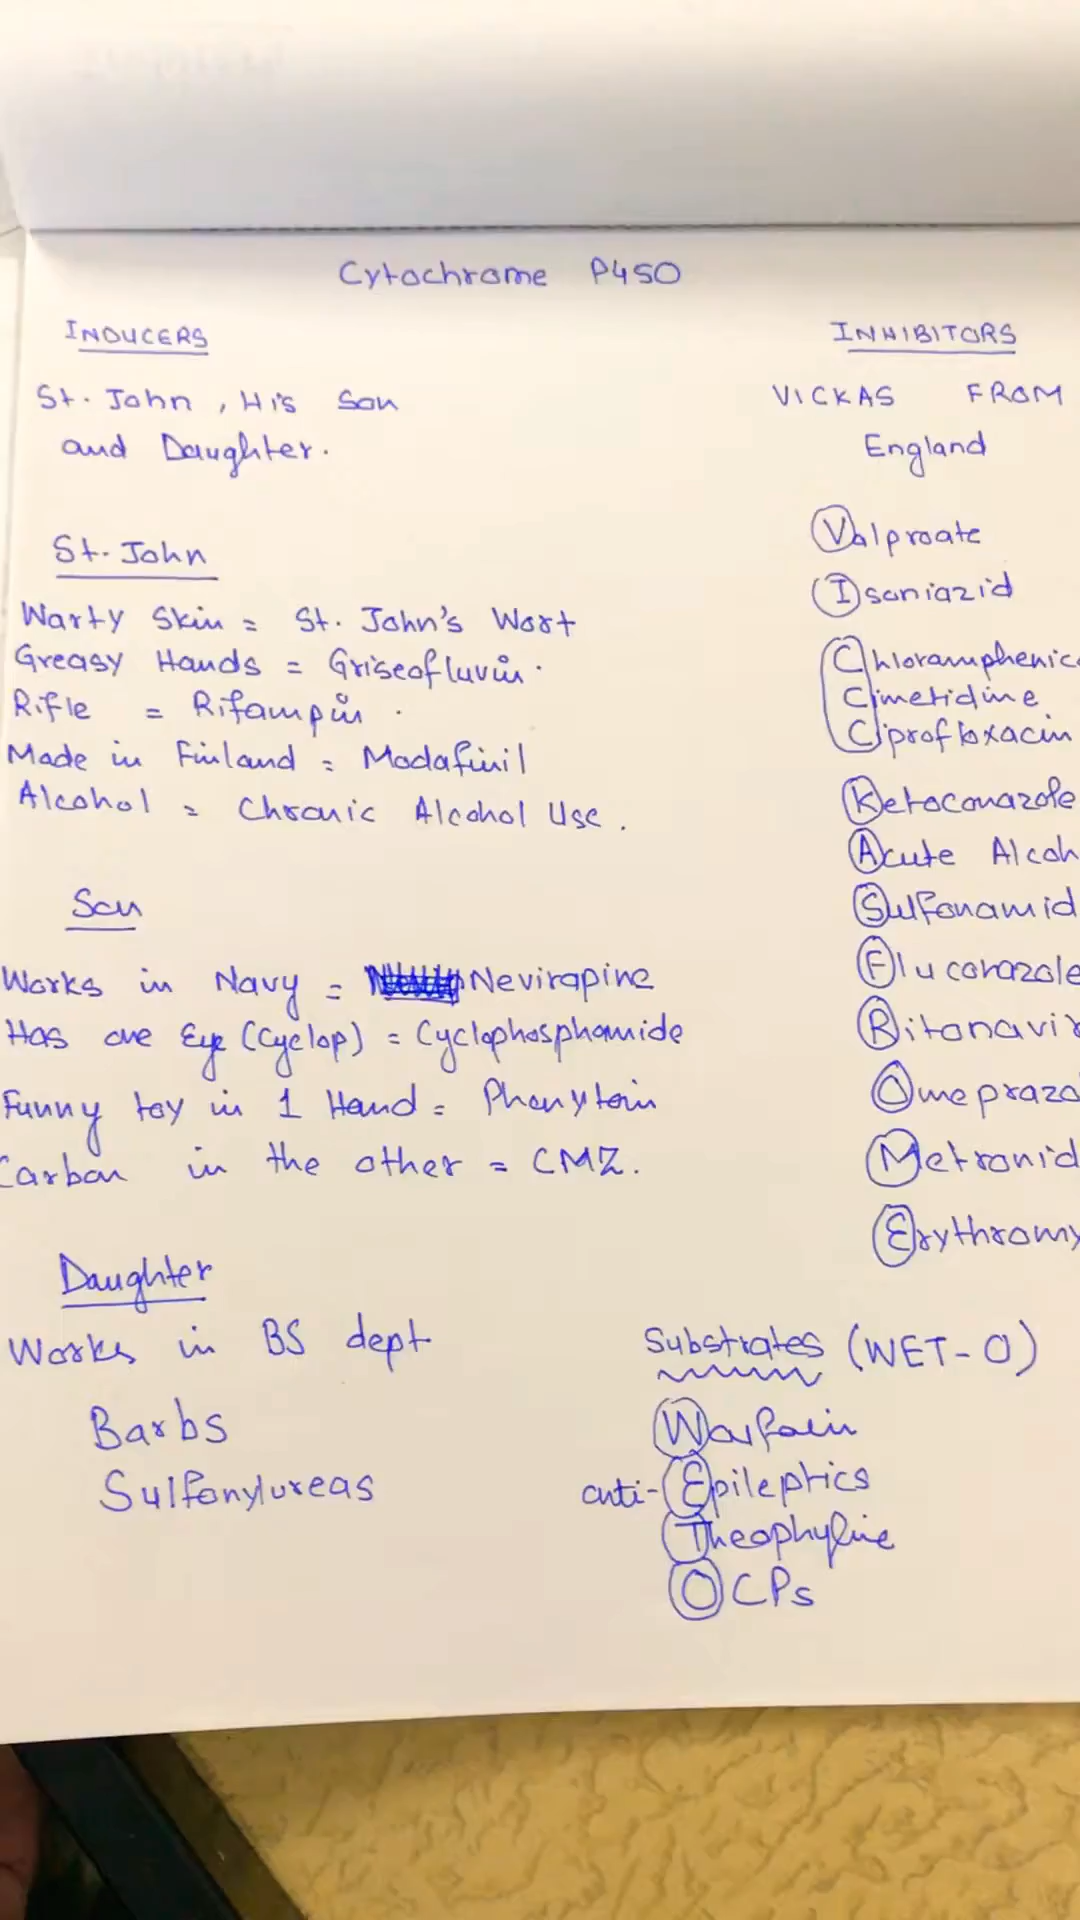 Cytochrome P450
INDUCERS
St. John, His Son
and Daughter.
St. John
Warty Skin = St. John's Wort
Greasy Hands = Griseofluvin.
Rifle = Rifampin.
Made in Finland = Modafinil
Alcohol = Chronic Alcohol Use.
Son
Works in Navy = Nevirapine
Has one Eye (Cyclop) = Cyclophosphamide
Funny toy in 1 Hand = Phenytoin
Carbon in the other = CMZ.
Daughter
Works in BS dept
Barbs
Sulfonylureas
INHIBITORS
VICKAS FROM
England
Valproate
Isoniazid
Chloramphenic
Cimetidine
Ciprofloxacin
Ketoconazole
Acute Alcoh
Sulfonamid
Fluconazole
Ritonavir
Omeprazo
Metronid
Erythromy
Substrates (WET-O)
Warfarin
anti-Epileptics
Theophyline
OCPs